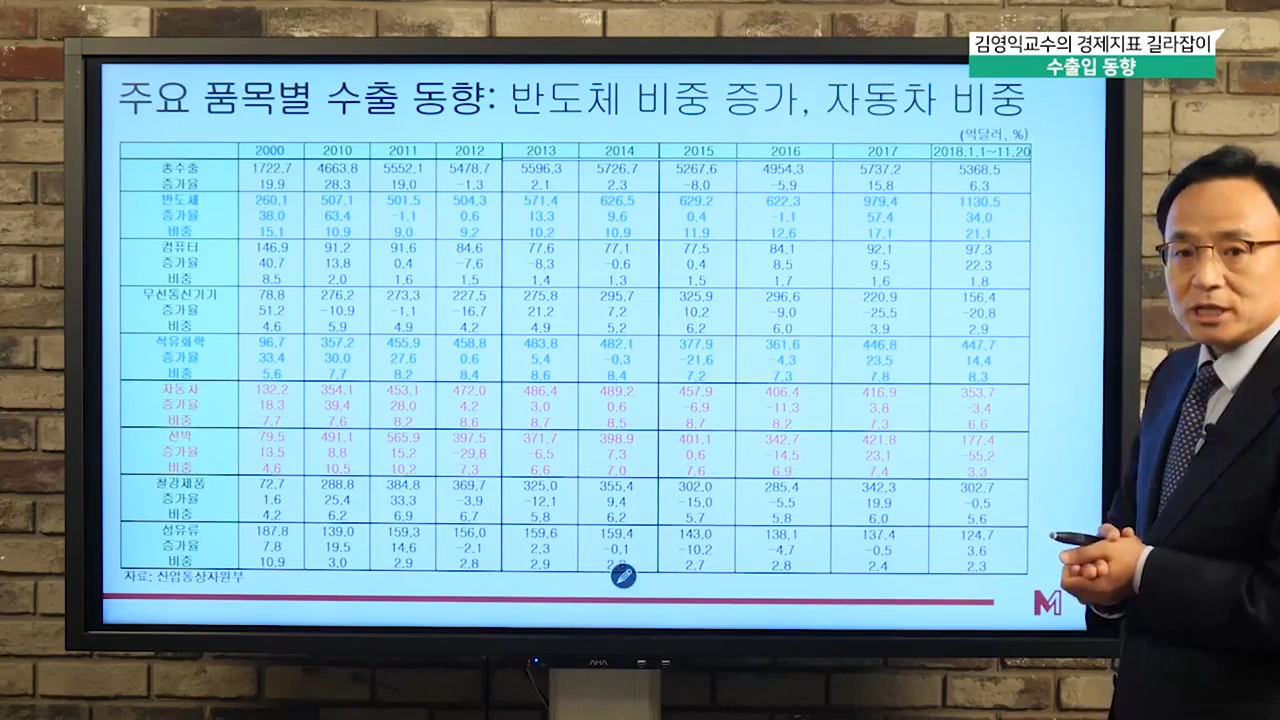 김영익교수의 경제지표 길라잡이
수출입 동향
주요 품목별 수출 동향: 반도체 비중 증가, 자동차 비중
(억달러, %)
2000 2010 2011 2012 2013 2014 2015 2016 2017 2018.1.1~11.20
총수출 1722.7 4663.8 5552.1 5478.7 5596.3 5726.7 5267.6 4954.3 5737.2 5368.5
증가율 19.9 28.3 19.0 -1.3 2.1 2.3 -8.0 -5.9 15.8 6.3
반도체 260.1 507.1 501.5 504.3 571.4 626.5 629.2 622.3 979.4 1130.5
증가율 38.0 63.4 -1.1 0.6 13.3 9.6 0.4 -1.1 57.4 34.0
비중 15.1 10.9 9.0 9.2 10.2 10.9 11.9 12.6 17.1 21.1
컴퓨터 146.9 91.2 91.6 84.6 77.6 77.1 77.5 84.1 92.1 97.3
증가율 40.7 13.8 0.4 -7.6 -8.3 -0.6 0.4 8.5 9.5 22.3
비중 8.5 2.0 1.6 1.5 1.4 1.3 1.5 1.7 1.6 1.8
무선통신기기 78.8 276.2 273.3 227.5 275.8 295.7 325.9 296.6 220.9 156.4
증가율 51.2 -10.9 -1.1 -16.7 21.2 7.2 10.2 -9.0 -25.5 -20.8
비중 4.6 5.9 4.9 4.2 4.9 5.2 6.2 6.0 3.9 2.9
석유화학 96.7 357.2 455.9 458.8 483.8 482.1 377.9 361.6 446.8 447.7
증가율 33.4 30.0 27.6 0.6 5.4 -0.3 -21.6 -4.3 23.5 14.4
비중 5.6 7.7 8.2 8.4 8.6 8.4 7.2 7.3 7.8 8.3
자동차 132.2 354.1 453.1 472.0 486.4 489.2 457.9 406.4 416.9 353.7
증가율 18.3 39.4 28.0 4.2 3.0 0.6 -6.9 -11.3 3.8 -3.4
비중 7.7 7.6 8.2 8.6 8.7 8.5 8.7 8.2 7.3 6.6
선박 79.5 491.1 565.9 397.5 371.7 398.9 401.1 342.7 421.8 177.4
증가율 13.5 8.8 15.2 -29.8 -6.5 7.3 0.6 -14.5 23.1 -55.2
비중 4.6 10.5 10.2 7.3 6.6 7.0 7.6 6.9 7.4 3.3
철강제품 72.7 288.8 384.8 369.7 325.0 355.4 302.0 285.4 342.3 302.7
증가율 1.6 25.4 33.3 -3.9 -12.1 9.4 -15.0 -5.5 19.9 -0.5
비중 4.2 6.2 6.9 6.7 5.8 6.2 5.7 5.8 6.0 5.6
섬유류 187.8 139.0 159.3 156.0 159.6 159.4 143.0 138.1 137.4 124.7
증가율 7.8 19.5 14.6 -2.1 2.3 -0.1 -10.2 -4.7 -0.5 3.6
비중 10.9 3.0 2.9 2.8 2.9 2.7 2.8 2.4 2.3
자료: 산업통상자원부
M
AHA